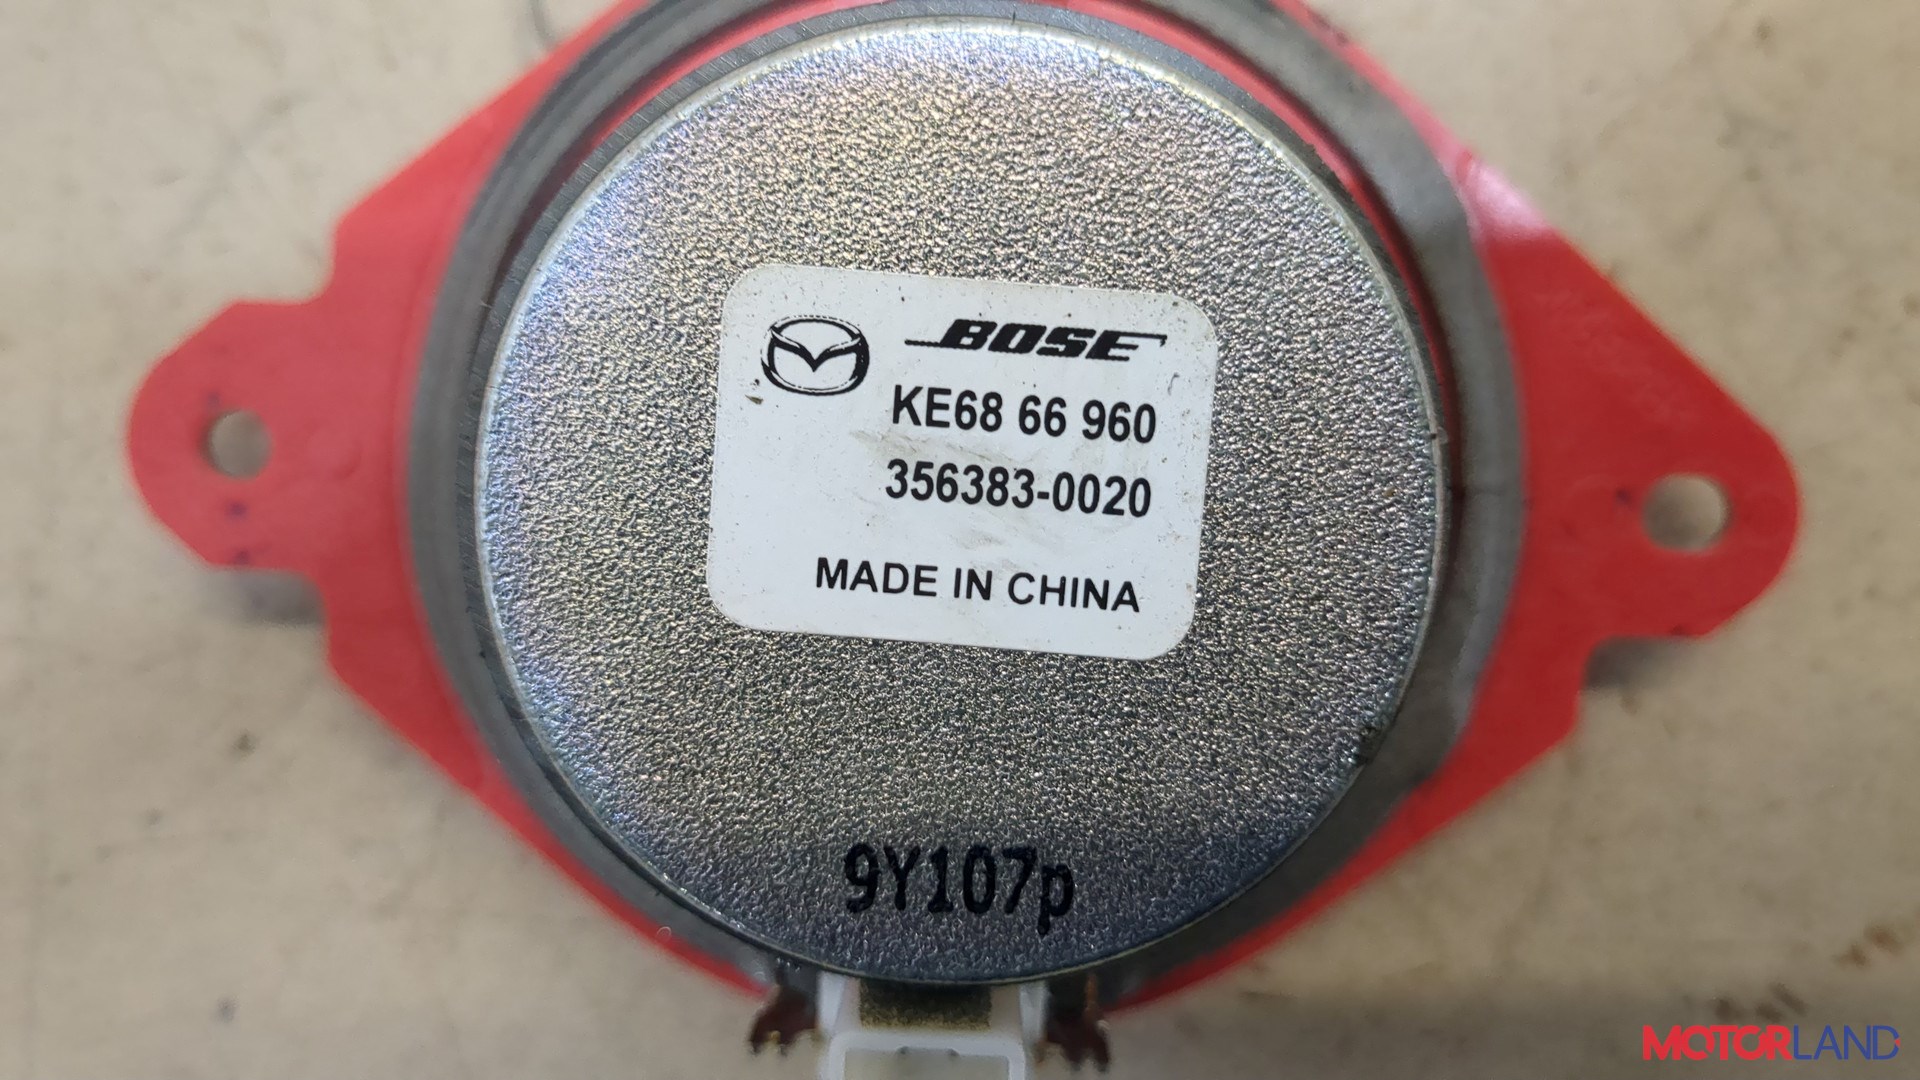 BOSE
KE68 66 960
356383-0020
MADE IN CHINA
9Y107p
MOTORLAND